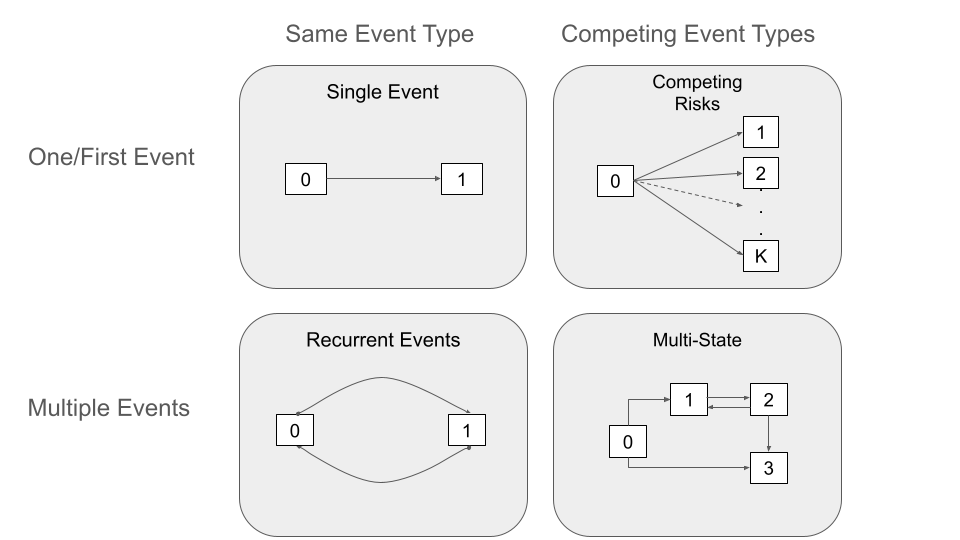 Same Event Type
Competing Event Types
One/First Event
Single Event
0
1
Competing
Risks
0
1
2
.
.
.
K
Multiple Events
Recurrent Events
0
1
Multi-State
0
1
2
3